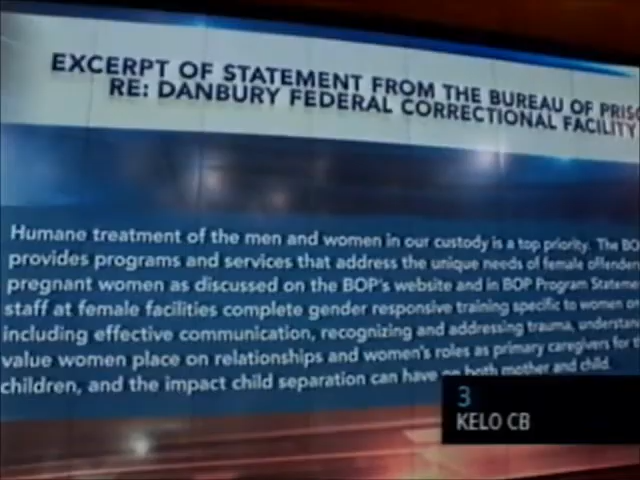 EXCERPT OF STATEMENT FROM THE BUREAU OF PRISO
RE: DANBURY FEDERAL CORRECTIONAL FACILITY
Humane treatment of the men and women in our custody is a top priority. The BO
provides programs and services that address the unique needs of female offender
pregnant women as discussed on the BOP's website and in BOP Program Stateme
staff at female facilities complete gender responsive training specific to women
including effective communication, recognizing and addressing trauma, understan
value women place on relationships and women's roles as primary caregivers for
children, and the impact child separation can have on both mother and child.
3
KELO CB